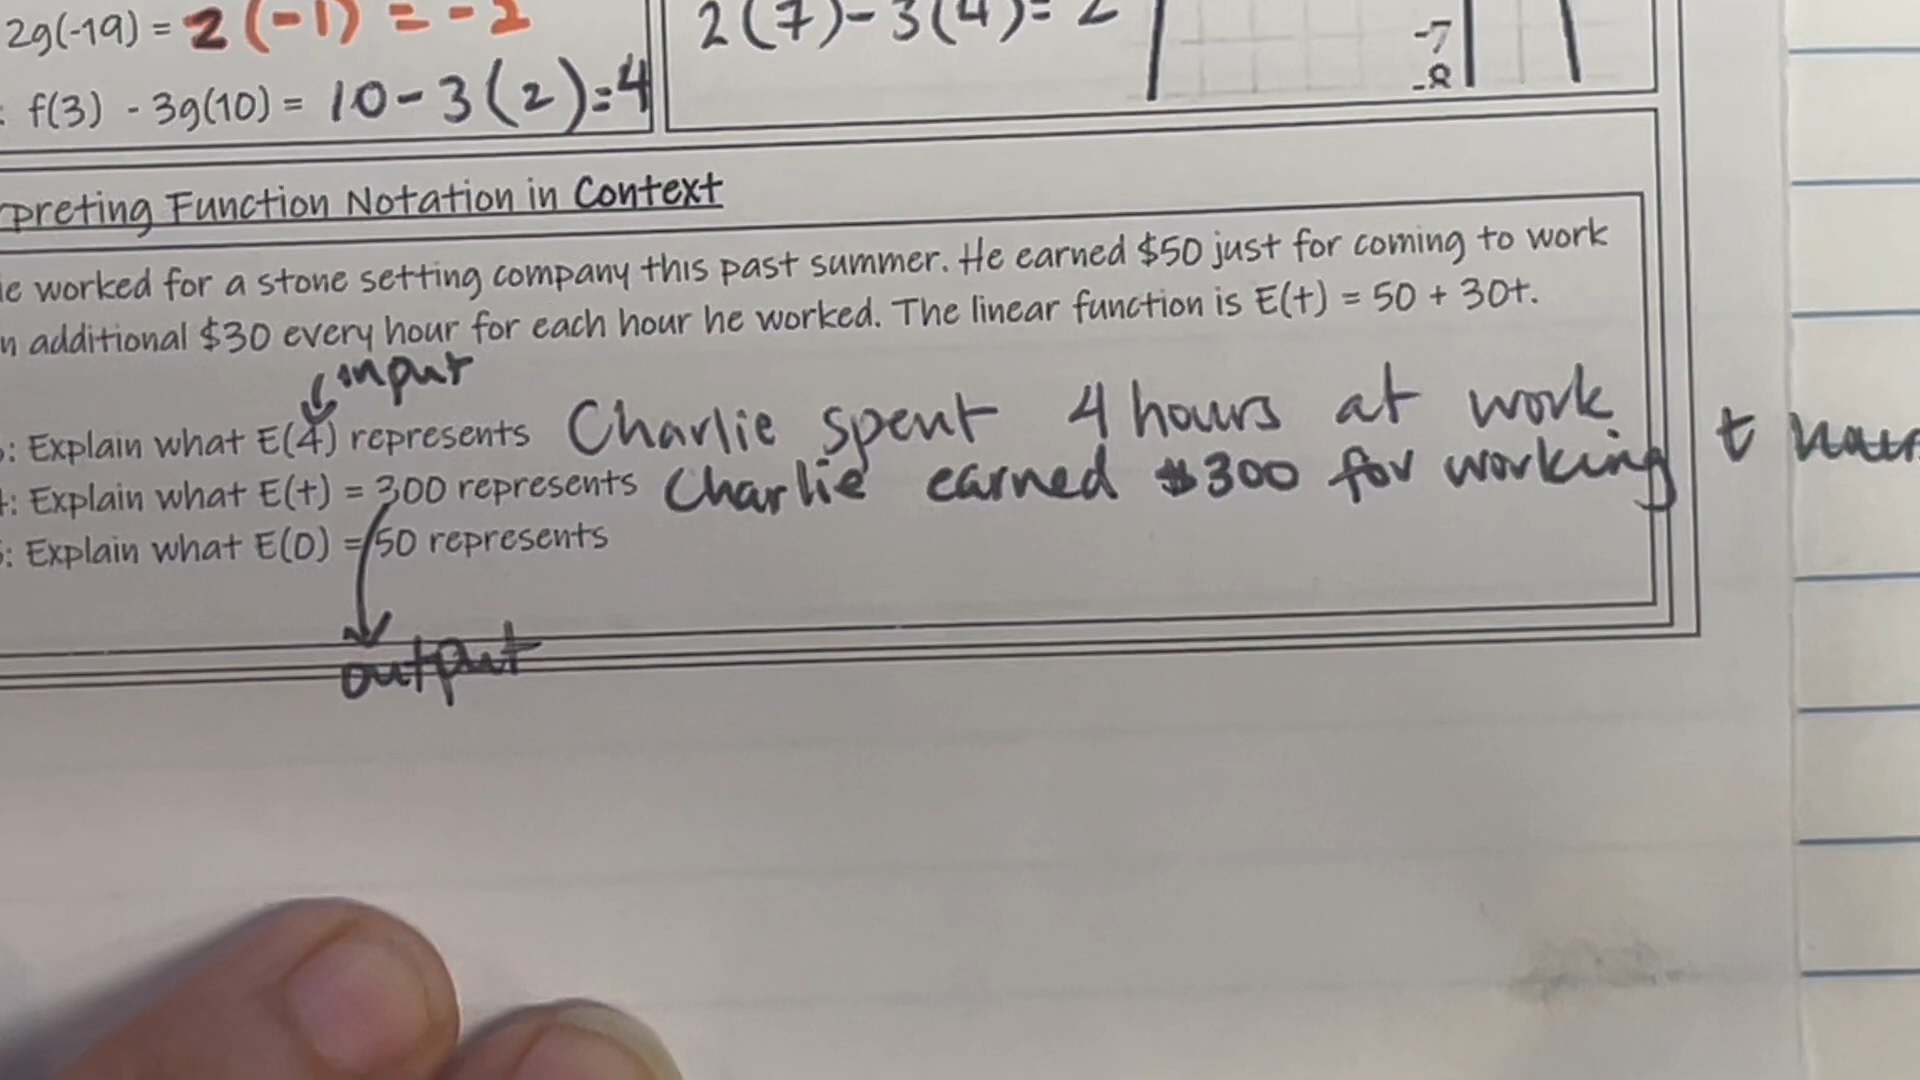 2g(-19) = 2(-1) = -2
2(7)-3(4)= 2
-7
-8
: f(3) - 3g(10) = 10-3(2)=4
rpreting Function Notation in Context
ie worked for a stone setting company this past summer. He earned $50 just for coming to work
n additional $30 every hour for each hour he worked. The linear function is E(t) = 50 + 30t.
input
: Explain what E(4) represents Charlie spent 4 hours at work
: Explain what E(t) = 300 represents Charlie earned $300 for working t hour
: Explain what E(0) = 50 represents
output